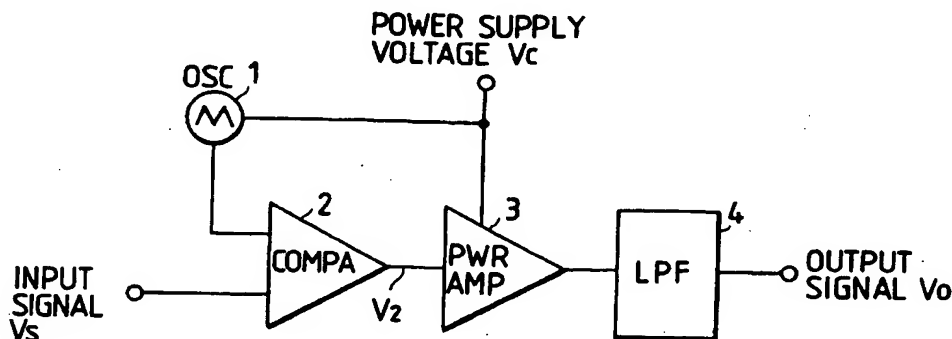 POWER SUPPLY
VOLTAGE Vc
OSC 1
2
COMPA
V2
3
PWR
AMP
4
LPF
INPUT
SIGNAL
Vs
OUTPUT
SIGNAL Vo